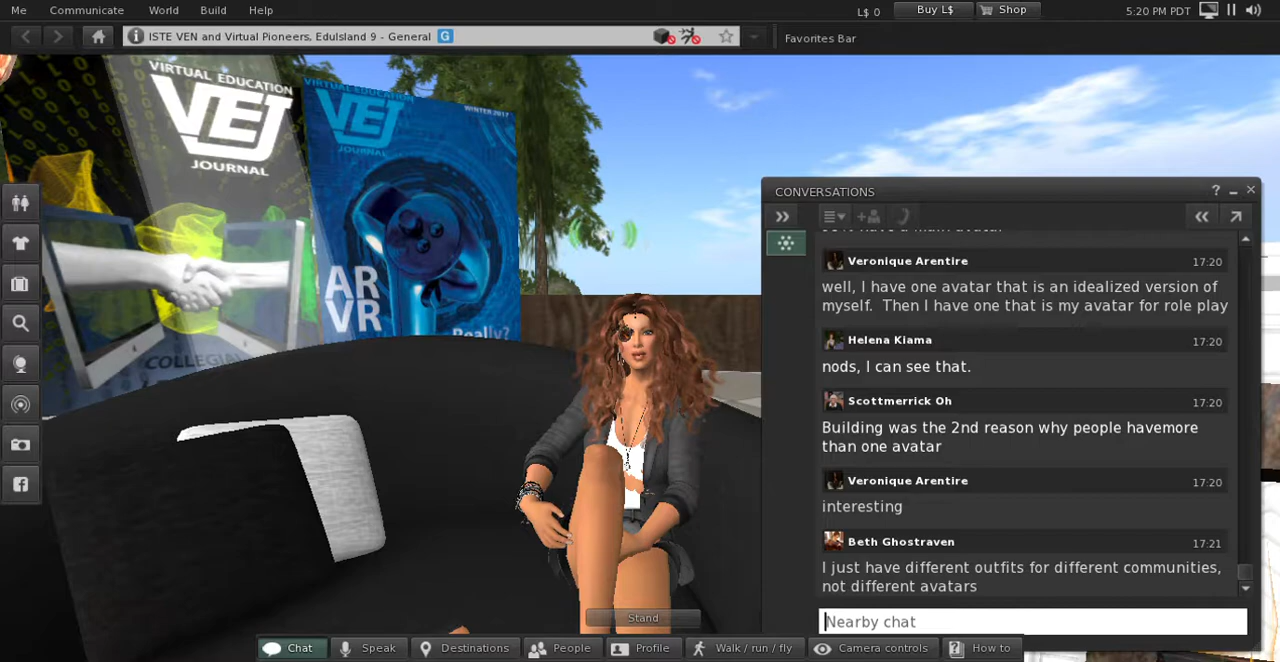 Me Communicate World Build Help L$ 0 Buy L$ Shop 5:20 PM PDT
ISTE VEN and Virtual Pioneers, EduIsland 9 - General G Favorites Bar
VIRTUAL EDUCATION
VEJ
JOURNAL
VIRTUAL EDUCATION
WINTER 2017
VEJ
JOURNAL
AR
VR
Really?
CONVERSATIONS
Veronique Arentire 17:20
well, I have one avatar that is an idealized version of
myself. Then I have one that is my avatar for role play
Helena Kiama 17:20
nods, I can see that.
Scottmerrick Oh 17:20
Building was the 2nd reason why people havemore
than one avatar
Veronique Arentire 17:20
interesting
Beth Ghostraven 17:21
I just have different outfits for different communities,
not different avatars
Nearby chat
Stand
Chat Speak Destinations People Profile Walk / run / fly Camera controls How to